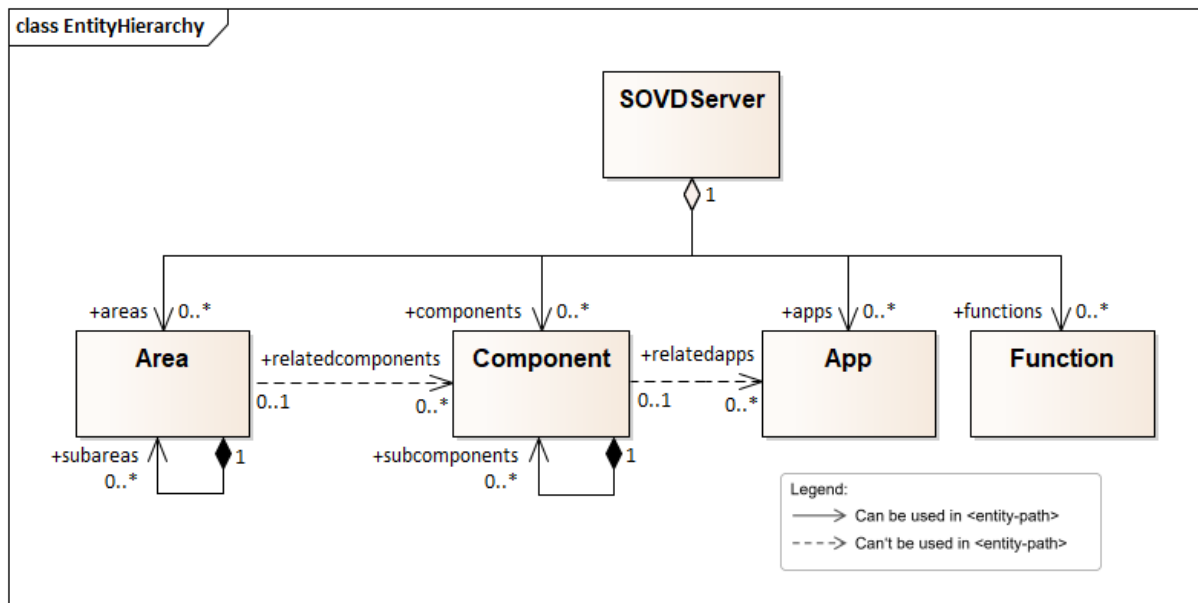 class EntityHierarchy
SOVDServer
1
+areas 0..*
+components 0..*
+apps 0..*
+functions 0..*
Area
+relatedcomponents
0..1
0..*
Component
+relatedapps
0..1
0..*
App
Function
+subareas
0..*
1
+subcomponents
0..*
1
Legend:
Can be used in <entity-path>
Can't be used in <entity-path>